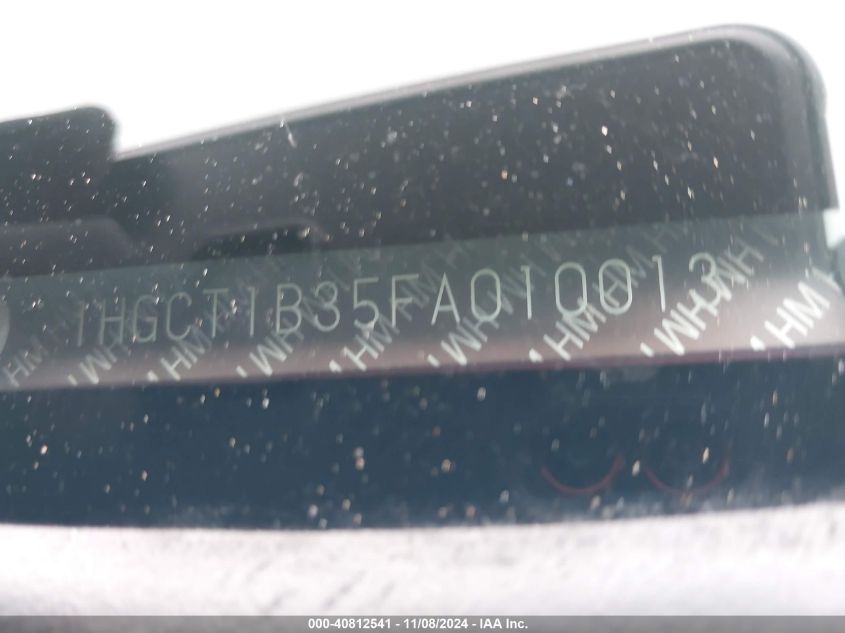 1HGCT1B35FA010013
000-40812541 - 11/08/2024 - IAA Inc.